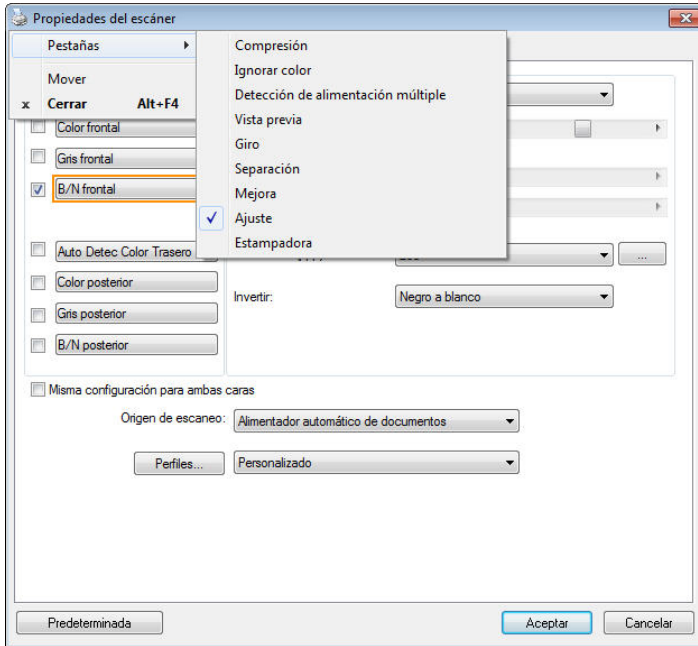 Propiedades del escáner
Pestañas
Mover
x Cerrar Alt+F4
Compresión
Ignorar color
Detección de alimentación múltiple
Vista previa
Giro
Separación
Mejora
Ajuste
Estampadora
Color frontal
Gris frontal
B/N frontal
Auto Detec Color Trasero
...
Color posterior
Invertir: Negro a blanco
Gris posterior
B/N posterior
Misma configuración para ambas caras
Origen de escaneo: Alimentador automático de documentos
Perfiles... Personalizado
Predeterminada Aceptar Cancelar